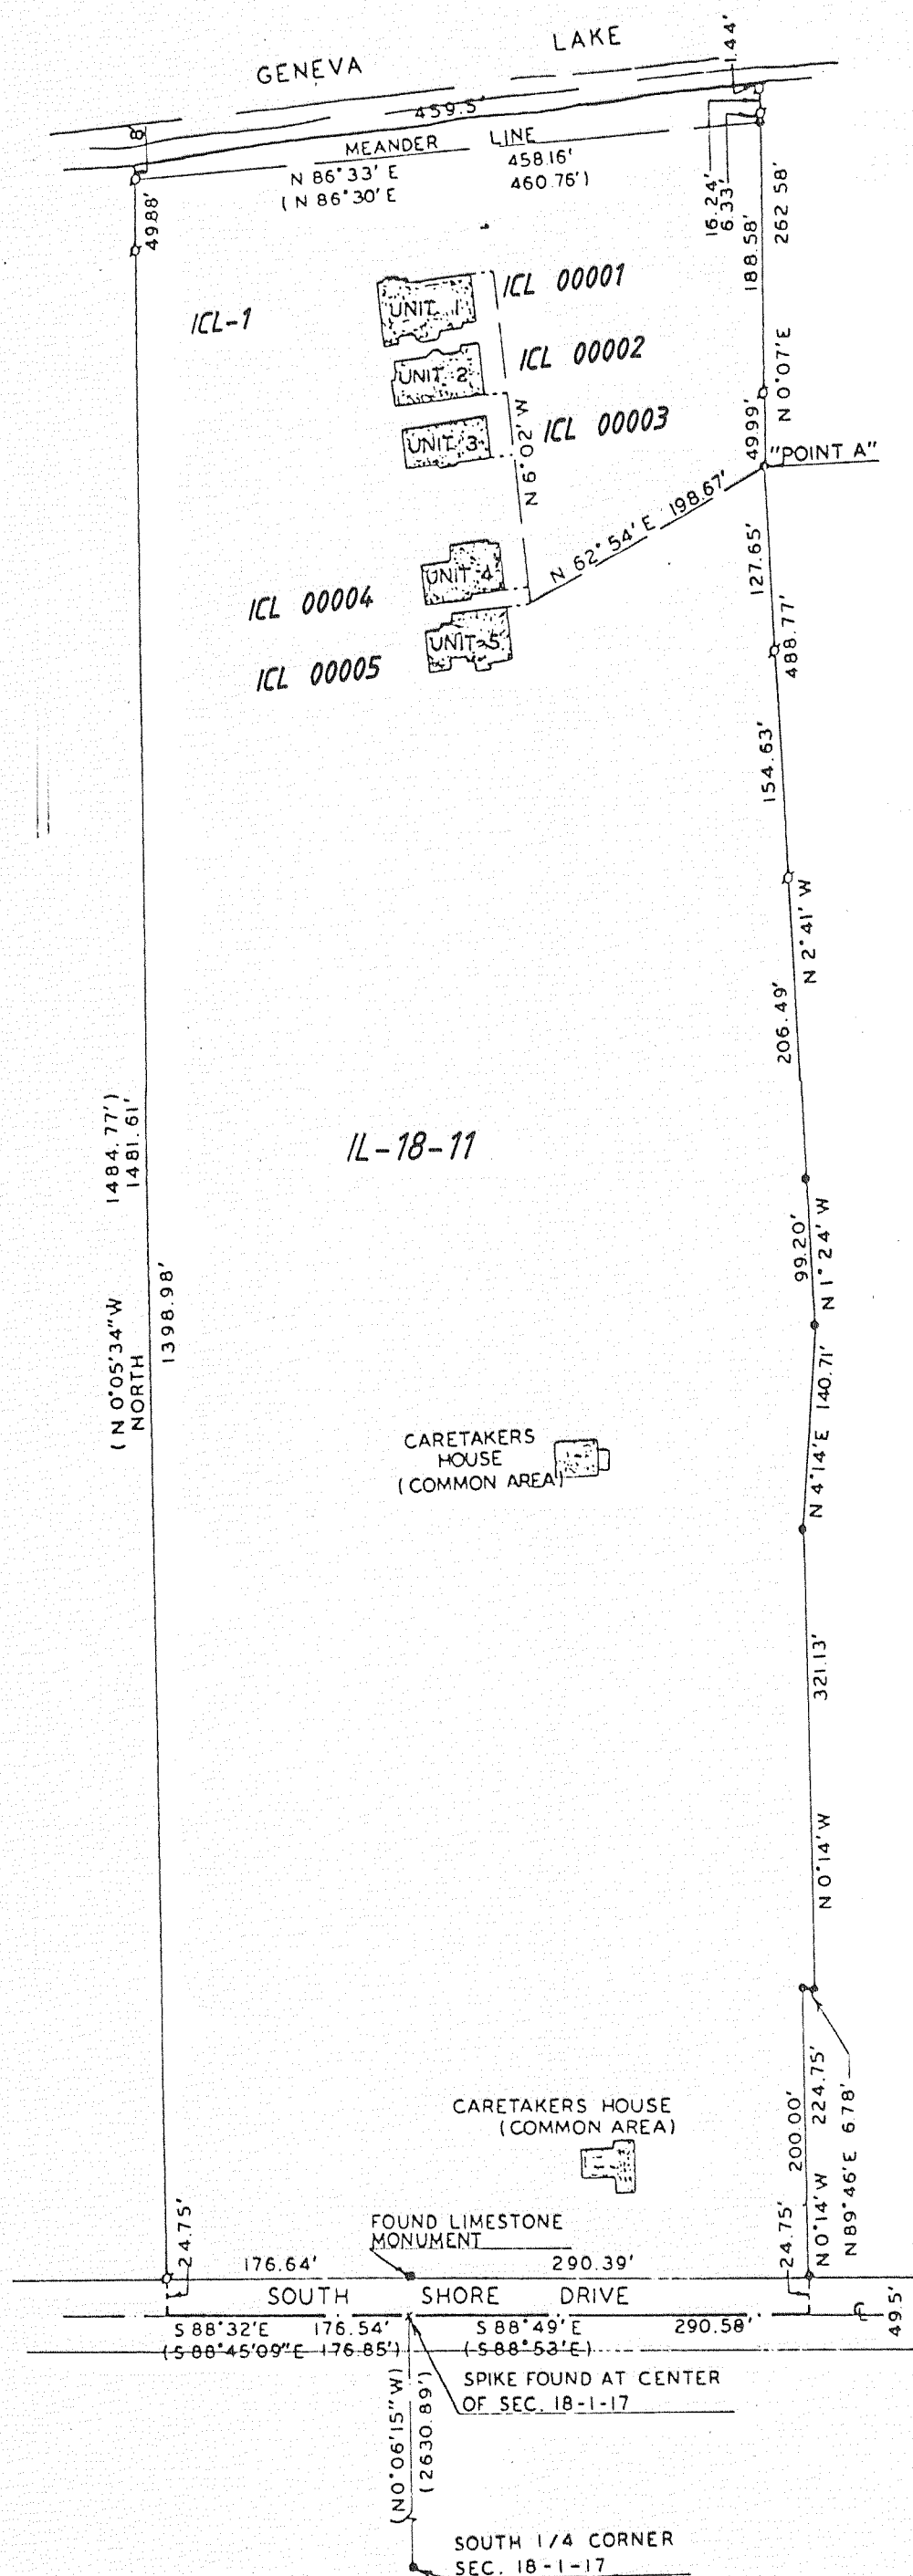 GENEVA LAKE
1.44'
459.5'
8
MEANDER LINE
N 86°33' E 458.16'
( N 86°30' E 460.76')
49.88'
16.24'
6.33'
188.58'
262.58'
N 0°07'E
49.99'
"POINT A"
ICL-1
UNIT 1
ICL 00001
UNIT 2
ICL 00002
UNIT 3
ICL 00003
N 6°02' W
N 62°54' E 198.67'
UNIT 4
ICL 00004
UNIT 5
ICL 00005
127.65'
488.77'
154.63'
N 2°41' W
206.49'
IL-18-11
1484.77')
1481.61'
( N 0°05'34"W
NORTH
1398.98'
99.20'
N 1°24' W
N 4°14'E 140.71'
CARETAKERS
HOUSE
( COMMON AREA)
321.13'
N 0°14'W
CARETAKERS HOUSE
(COMMON AREA)
200.00'
N 0°14'W 224.75'
N89°46'E 6.78'
24.75'
24.75'
FOUND LIMESTONE
MONUMENT
176.64' 290.39'
SOUTH SHORE DRIVE
49.5'
S 88°32'E 176.54' S 88°49'E 290.58'
(S 88°45'09"E 176.85') (S 88°53'E)
SPIKE FOUND AT CENTER
OF SEC. 18-1-17
(N0°06'15"W)
(2630.89')
SOUTH 1/4 CORNER
SEC. 18-1-17